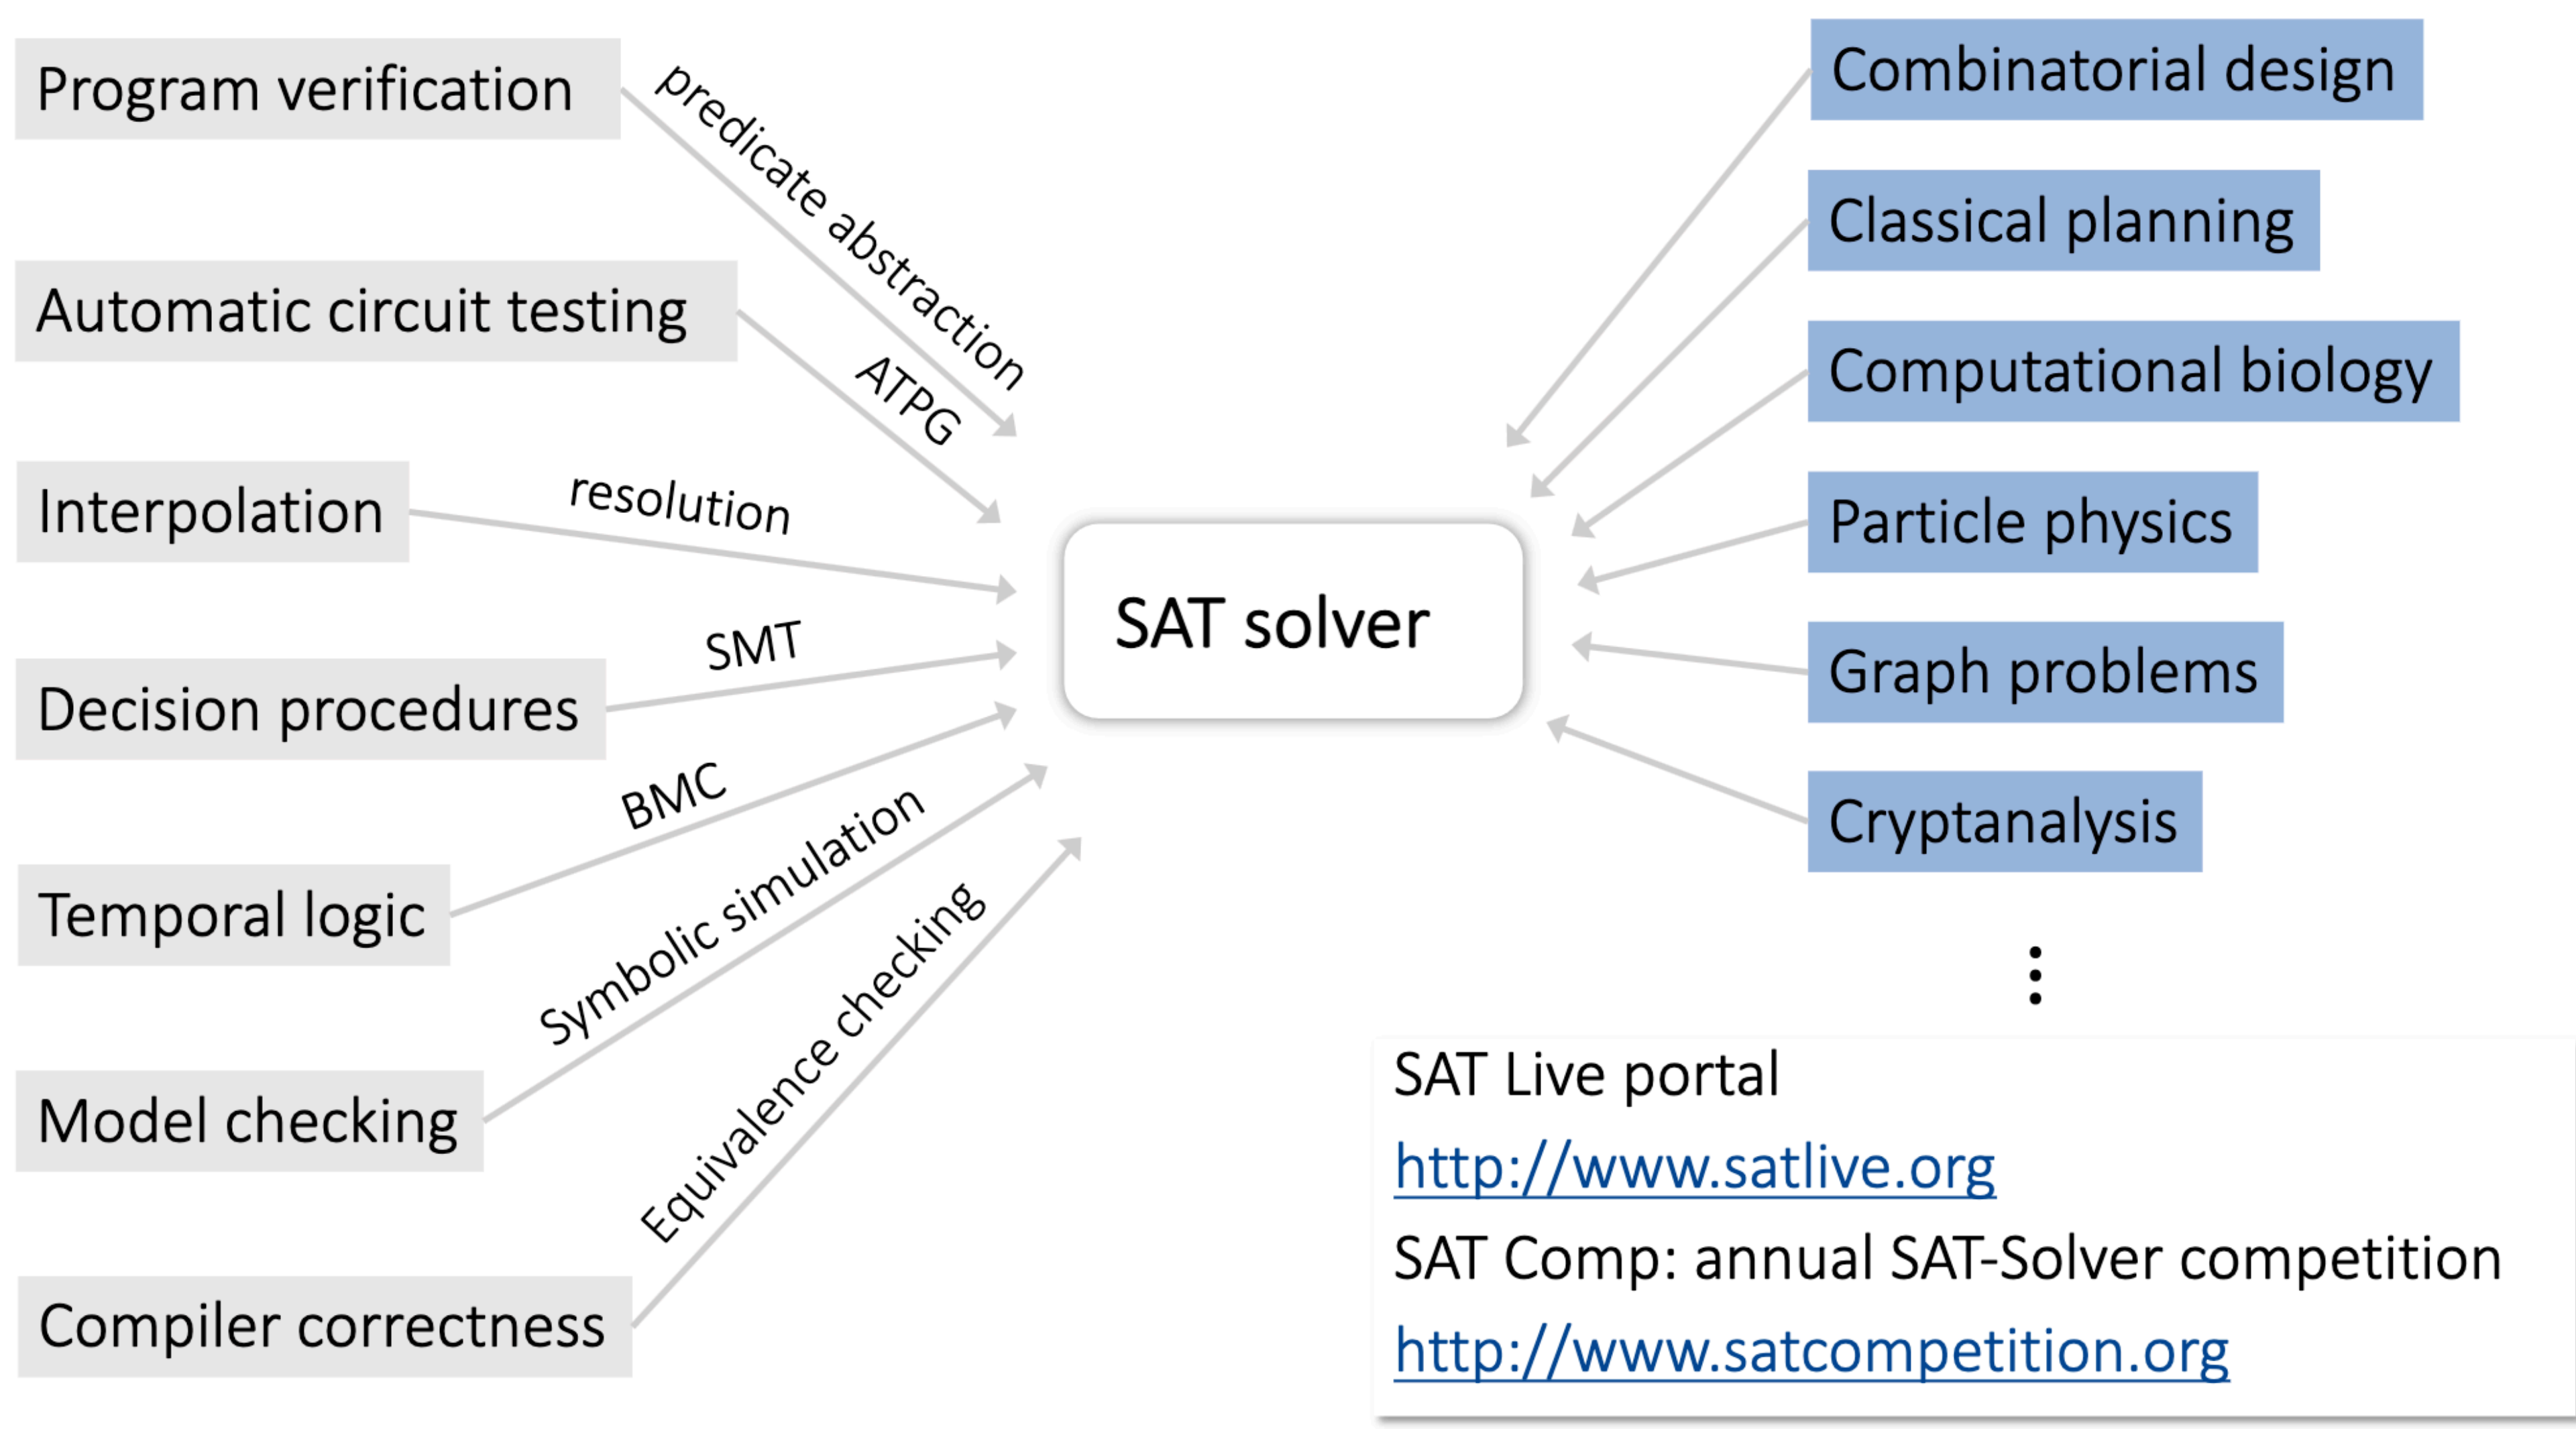 Program verification
predicate abstraction
Automatic circuit testing
ATPG
Interpolation
resolution
Decision procedures
SMT
Temporal logic
BMC
Model checking
Symbolic simulation
Compiler correctness
Equivalence checking
SAT solver
Combinatorial design
Classical planning
Computational biology
Particle physics
Graph problems
Cryptanalysis
⋮
SAT Live portal
http://www.satlive.org
SAT Comp: annual SAT-Solver competition
http://www.satcompetition.org